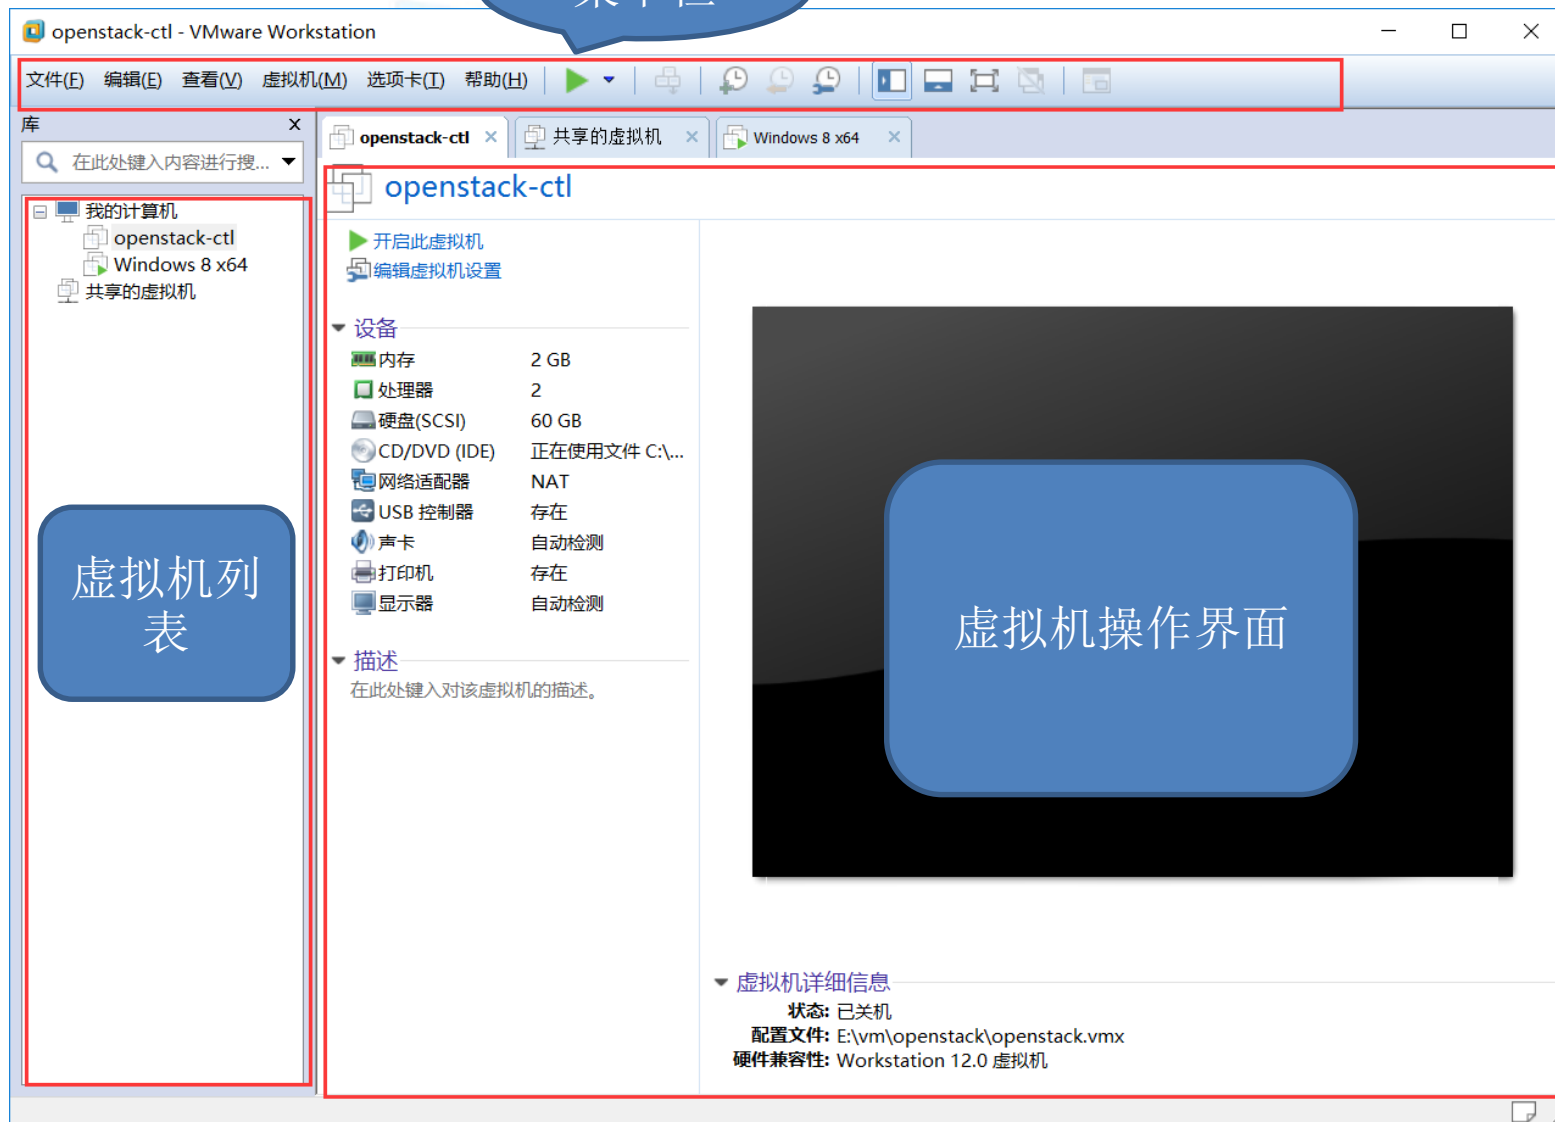 菜单栏
openstack-ctl - VMware Workstation
文件(F) 编辑(E) 查看(V) 虚拟机(M) 选项卡(T) 帮助(H)
库
在此处键入内容进行搜...
openstack-ctl 共享的虚拟机 Windows 8 x64
我的计算机
openstack-ctl
Windows 8 x64
共享的虚拟机
虚拟机列
表
openstack-ctl
开启此虚拟机
编辑虚拟机设置
设备
内存 2 GB
处理器 2
硬盘(SCSI) 60 GB
CD/DVD (IDE) 正在使用文件 C:\...
网络适配器 NAT
USB 控制器 存在
声卡 自动检测
打印机 存在
显示器 自动检测
描述
在此处键入对该虚拟机的描述。
虚拟机操作界面
虚拟机详细信息
状态: 已关机
配置文件: E:\vm\openstack\openstack.vmx
硬件兼容性: Workstation 12.0 虚拟机